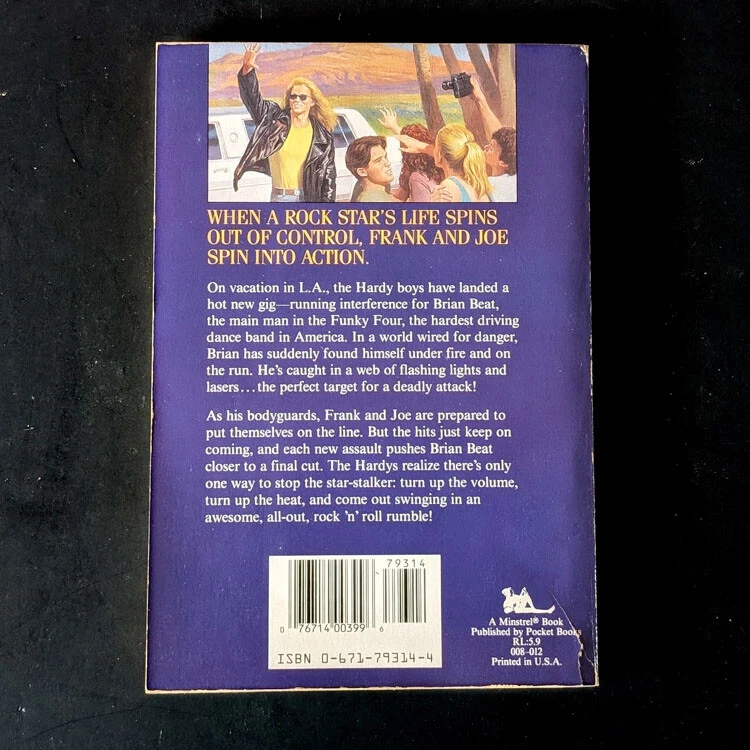 WHEN A ROCK STAR'S LIFE SPINS
OUT OF CONTROL, FRANK AND JOE
SPIN INTO ACTION.
On vacation in L.A., the Hardy boys have landed a
hot new gig—running interference for Brian Beat,
the main man in the Funky Four, the hardest driving
dance band in America. In a world wired for danger,
Brian has suddenly found himself under fire and on
the run. He's caught in a web of flashing lights and
lasers...the perfect target for a deadly attack!
As his bodyguards, Frank and Joe are prepared to
put themselves on the line. But the hits just keep on
coming, and each new assault pushes Brian Beat
closer to a final cut. The Hardys realize there's only
one way to stop the star-stalker: turn up the volume,
turn up the heat, and come out swinging in an
awesome, all-out, rock 'n' roll rumble!
79314
0 76714 00399 6
ISBN 0-671-79314-4
A Minstrel® Book
Published by Pocket Books
RL:5.9
008-012
Printed in U.S.A.